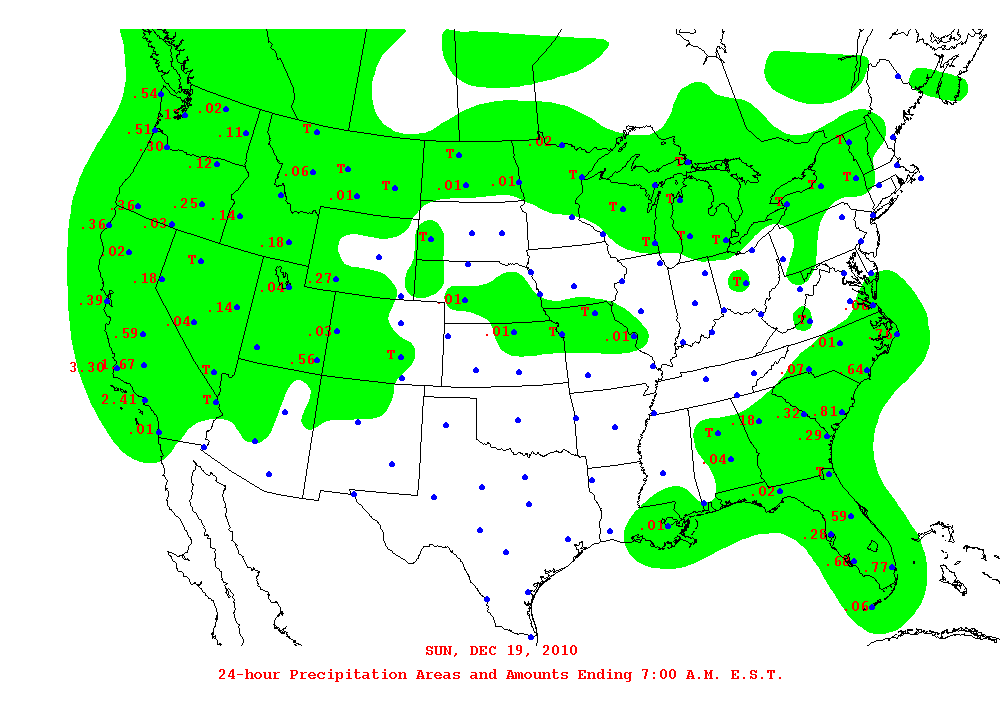 .54
.02
.51
.11
T
.30
.02
.12
T
T
.06
T
.01
T
.01
.01
T
T
T
T
T
.36
.25
.03
.14
.01
T
T
T
T
T
T
.36
.02
.18
T
.18
.27
.04
T
.39
.14
.04
.01
T
.06
.59
.03
.01
T
.01
T
.01
3.30
1.67
T
.56
T
.07
.64
2.41
T
.01
.18
.32
.81
T
.29
.04
T
.02
.01
.59
.28
.77
.06
SUN, DEC 19, 2010
24-hour Precipitation Areas and Amounts Ending 7:00 A.M. E.S.T.